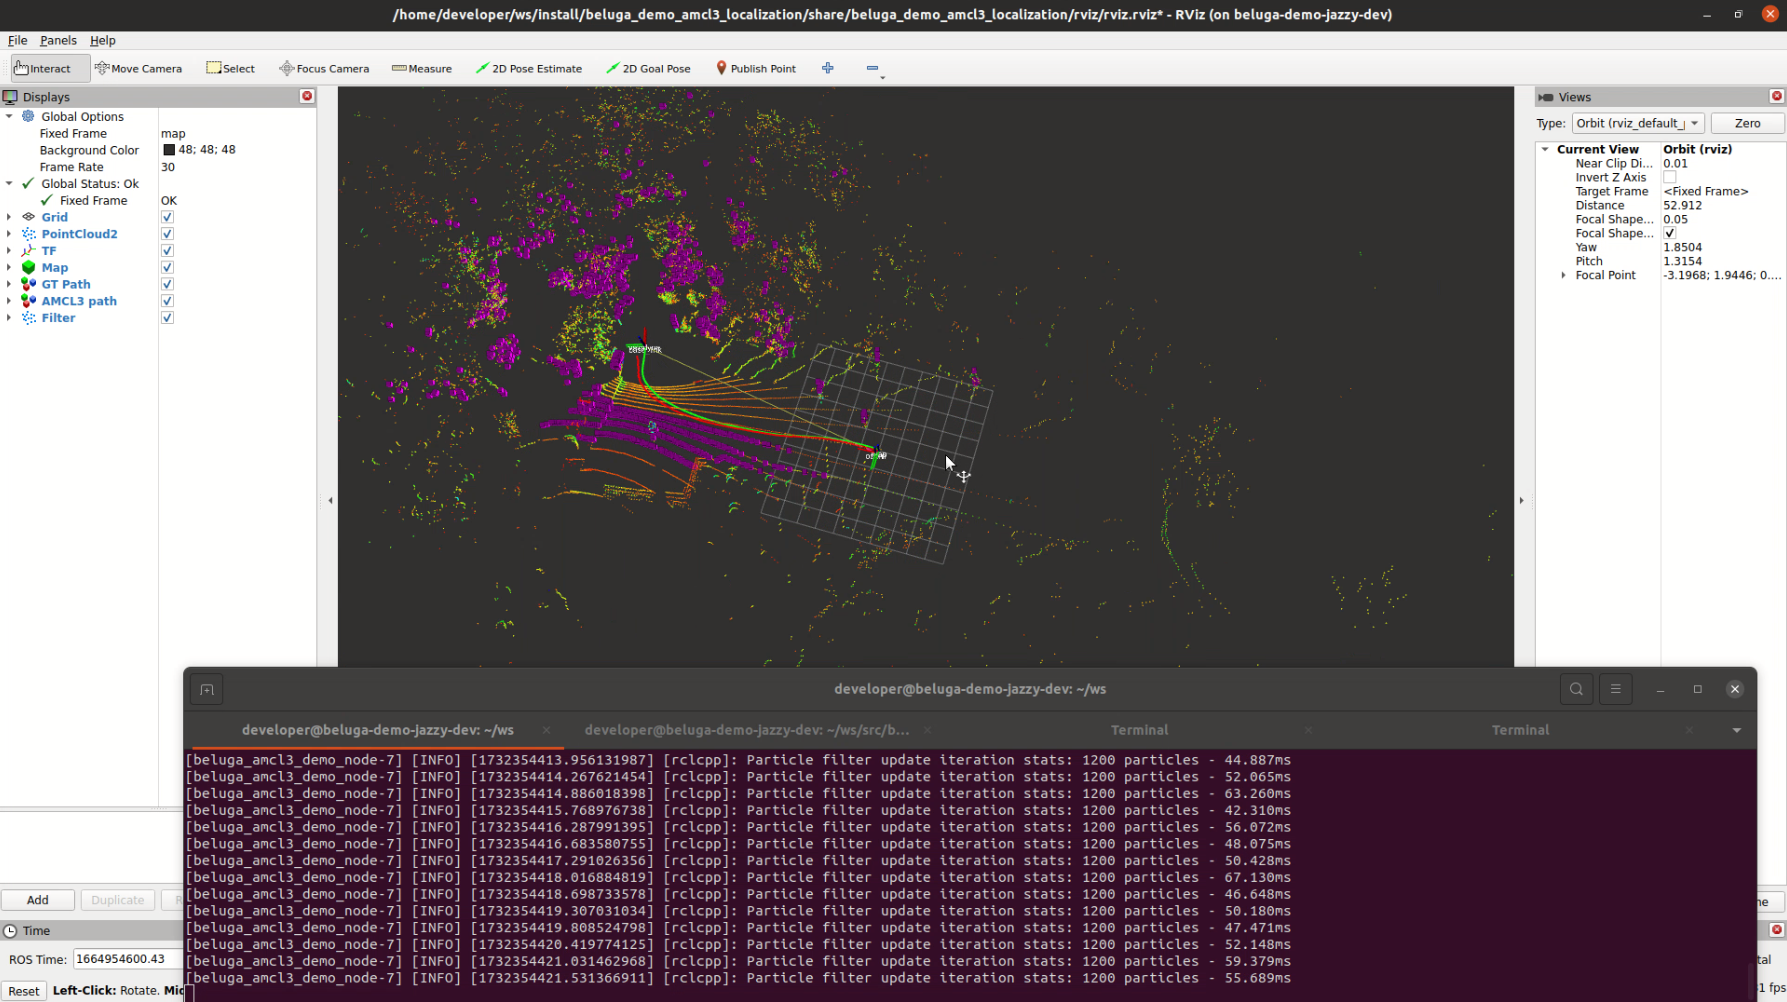 /home/developer/ws/install/beluga_demo_amcl3_localization/share/beluga_demo_amcl3_localization/rviz/rviz.rviz* - RViz (on beluga-demo-jazzy-dev)
File Panels Help
Interact Move Camera Select Focus Camera Measure 2D Pose Estimate 2D Goal Pose Publish Point
Displays
Global Options
Fixed Frame map
Background Color 48; 48; 48
Frame Rate 30
Global Status: Ok
Fixed Frame OK
Grid
PointCloud2
TF
Map
GT Path
AMCL3 path
Filter
Views
Type: Orbit (rviz_default_ Zero
Current View Orbit (rviz)
Near Clip Di... 0.01
Invert Z Axis
Target Frame <Fixed Frame>
Distance 52.912
Focal Shape... 0.05
Focal Shape...
Yaw 1.8504
Pitch 1.3154
Focal Point -3.1968; 1.9446; 0....
developer@beluga-demo-jazzy-dev: ~/ws
developer@beluga-demo-jazzy-dev: ~/ws developer@beluga-demo-jazzy-dev: ~/ws/src/b... Terminal Terminal
[beluga_amcl3_demo_node-7] [INFO] [1732354413.956131987] [rclcpp]: Particle filter update iteration stats: 1200 particles - 44.887ms
[beluga_amcl3_demo_node-7] [INFO] [1732354414.267621454] [rclcpp]: Particle filter update iteration stats: 1200 particles - 52.065ms
[beluga_amcl3_demo_node-7] [INFO] [1732354414.886018398] [rclcpp]: Particle filter update iteration stats: 1200 particles - 63.260ms
[beluga_amcl3_demo_node-7] [INFO] [1732354415.768976738] [rclcpp]: Particle filter update iteration stats: 1200 particles - 42.310ms
[beluga_amcl3_demo_node-7] [INFO] [1732354416.287991395] [rclcpp]: Particle filter update iteration stats: 1200 particles - 56.072ms
[beluga_amcl3_demo_node-7] [INFO] [1732354416.683580755] [rclcpp]: Particle filter update iteration stats: 1200 particles - 48.075ms
[beluga_amcl3_demo_node-7] [INFO] [1732354417.291026356] [rclcpp]: Particle filter update iteration stats: 1200 particles - 50.428ms
[beluga_amcl3_demo_node-7] [INFO] [1732354418.016884819] [rclcpp]: Particle filter update iteration stats: 1200 particles - 67.130ms
[beluga_amcl3_demo_node-7] [INFO] [1732354418.698733578] [rclcpp]: Particle filter update iteration stats: 1200 particles - 46.648ms
[beluga_amcl3_demo_node-7] [INFO] [1732354419.307031034] [rclcpp]: Particle filter update iteration stats: 1200 particles - 50.180ms
[beluga_amcl3_demo_node-7] [INFO] [1732354419.808524798] [rclcpp]: Particle filter update iteration stats: 1200 particles - 47.471ms
[beluga_amcl3_demo_node-7] [INFO] [1732354420.419774125] [rclcpp]: Particle filter update iteration stats: 1200 particles - 52.148ms
[beluga_amcl3_demo_node-7] [INFO] [1732354421.031462968] [rclcpp]: Particle filter update iteration stats: 1200 particles - 59.379ms
[beluga_amcl3_demo_node-7] [INFO] [1732354421.531366911] [rclcpp]: Particle filter update iteration stats: 1200 particles - 55.689ms
Add Duplicate R
Time
ROS Time: 1664954600.43
Reset Left-Click: Rotate. Mid
ne
tal
31 fps